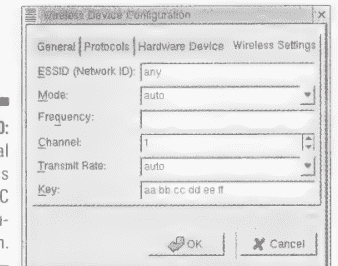 Wireless Device Configuration
General Protocols Hardware Device Wireless Settings
ESSID (Network ID): any
Mode: auto
Frequency:
Channel: 1
Transmit Rate: auto
Key: aa bb cc dd ee ff
OK Cancel
al
s
C
n.